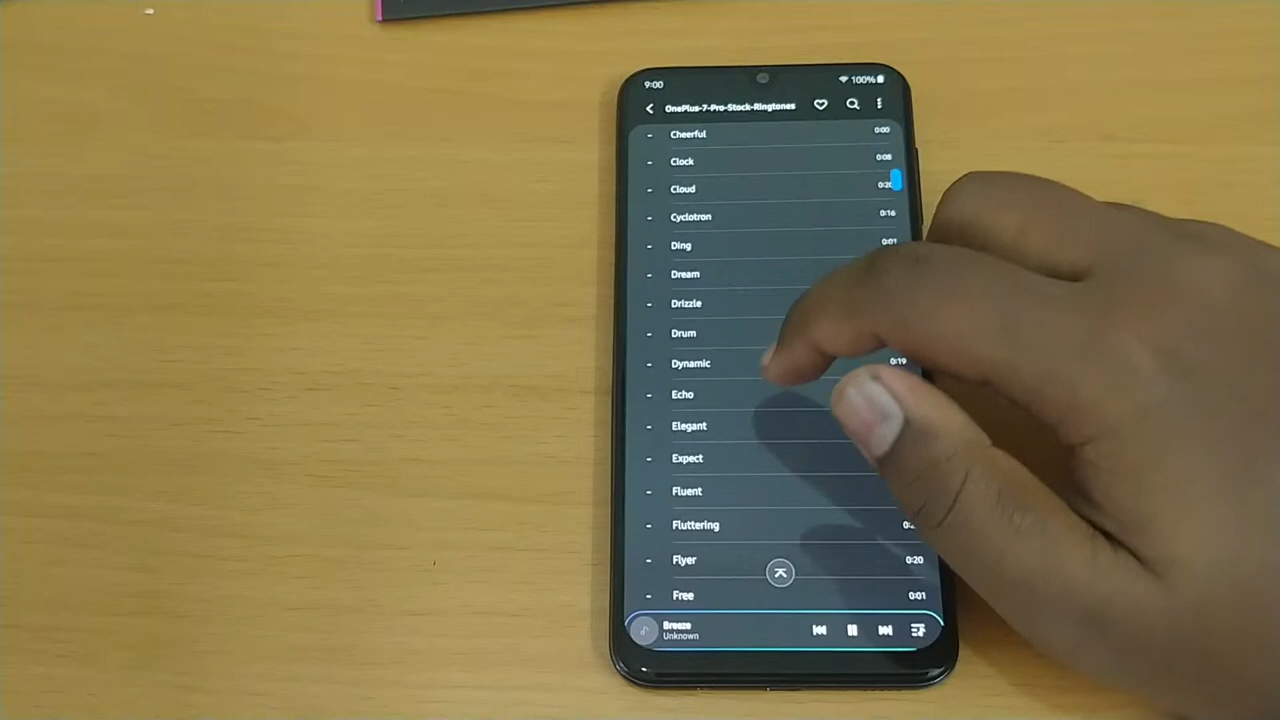 9:00 100%
OnePlus-7-Pro-Stock-Ringtones
Cheerful 0:00
Clock 0:08
Cloud 0:20
Cyclotron 0:16
Ding 0:01
Dream
Drizzle
Drum
Dynamic 0:19
Echo
Elegant
Expect
Fluent
Fluttering
Flyer 0:20
Free 0:01
Breeze
Unknown